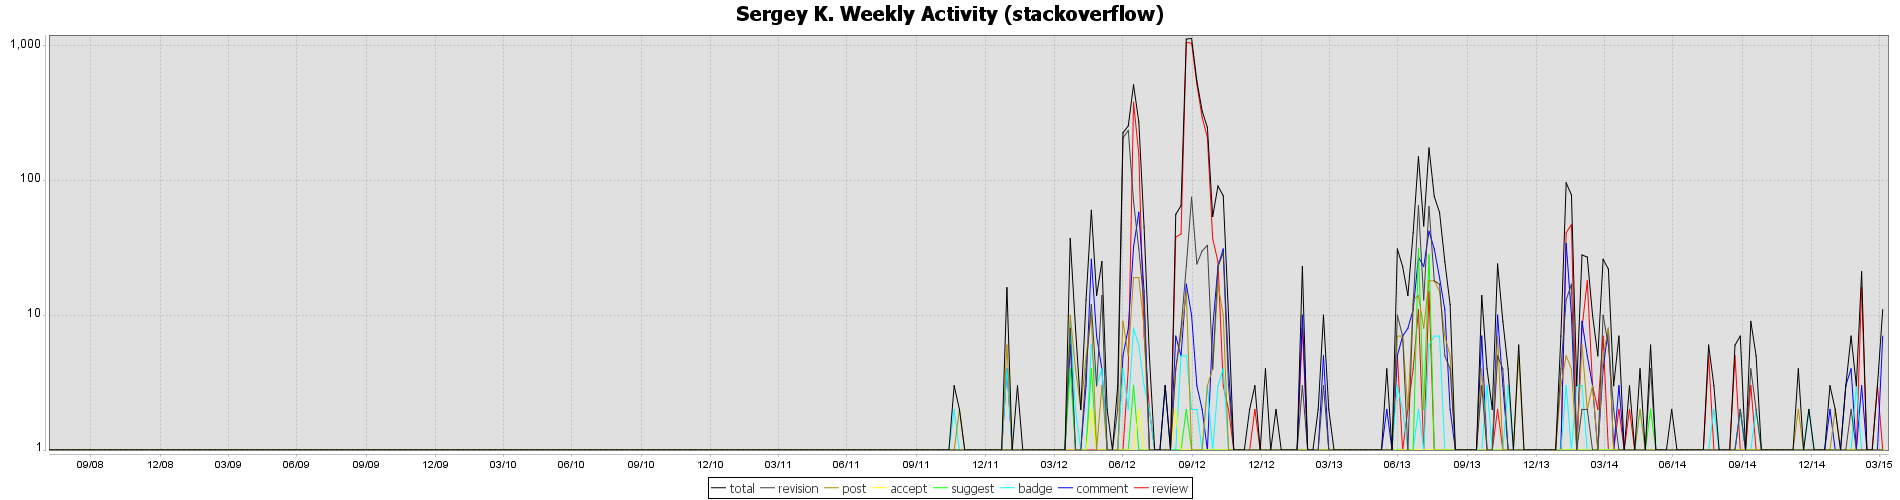 Sergey K. Weekly Activity (stackoverflow)
1,000
100
10
1
09/08 12/08 03/09 06/09 09/09 12/09 03/10 06/10 09/10 12/10 03/11 06/11 09/11 12/11 03/12 06/12 09/12 12/12 03/13 06/13 09/13 12/13 03/14 06/14 09/14 12/14 03/15
total revision post accept suggest badge comment review